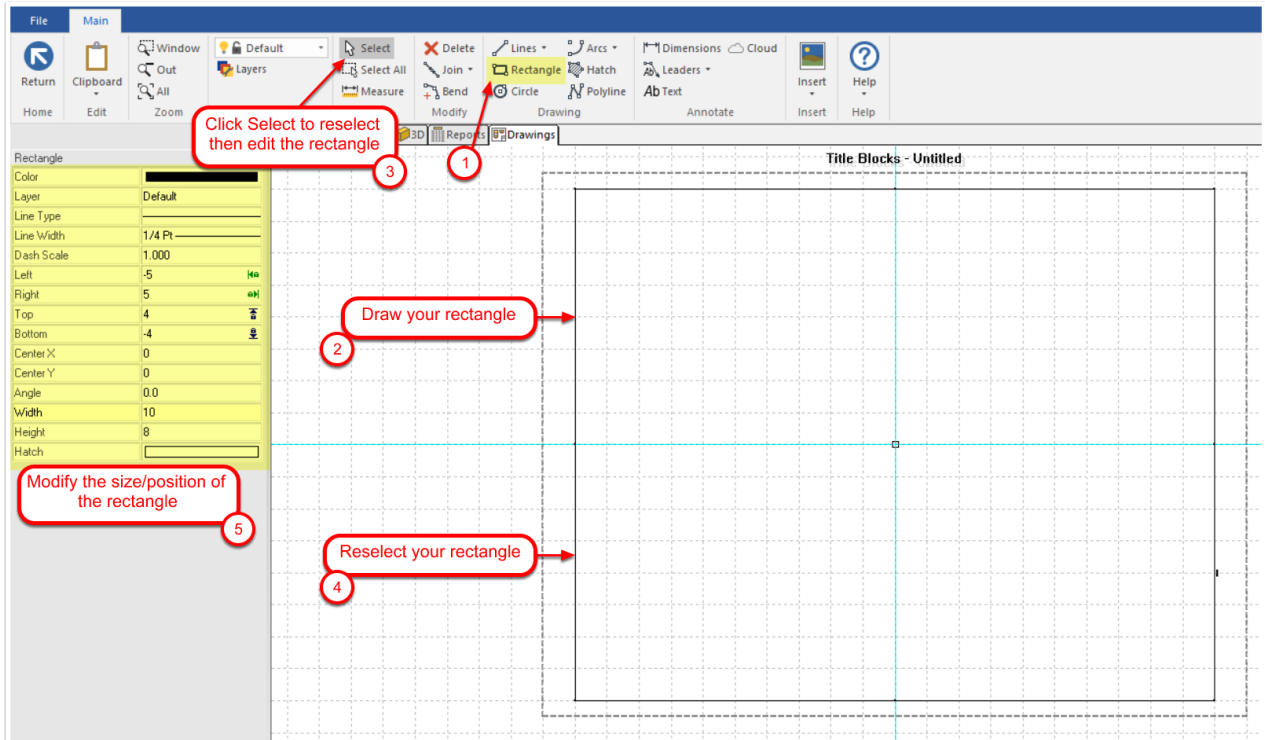 File Main
Window Default Select Delete Lines Arcs Dimensions Cloud
Return Clipboard Out Layers Select All Join Rectangle Hatch Leaders Insert Help
All Measure Bend Circle Polyline Ab Text
Home Edit Zoom Modify Drawing Annotate Insert Help
Click Select to reselect
then edit the rectangle
3
1
3D Reports Drawings
Title Blocks - Untitled
Rectangle
Color
Layer Default
Line Type
Line Width 1/4 Pt
Dash Scale 1.000
Left -5
Right 5
Top 4
Bottom -4
Center X 0
Center Y 0
Angle 0.0
Width 10
Height 8
Hatch
Draw your rectangle
2
Modify the size/position of
the rectangle
5
Reselect your rectangle
4